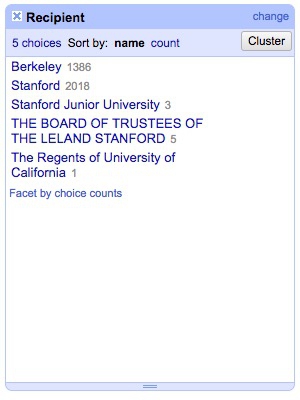 Recipient change
5 choices Sort by: name count Cluster
Berkeley 1386
Stanford 2018
Stanford Junior University 3
THE BOARD OF TRUSTEES OF
THE LELAND STANFORD 5
The Regents of University of
California 1
Facet by choice counts